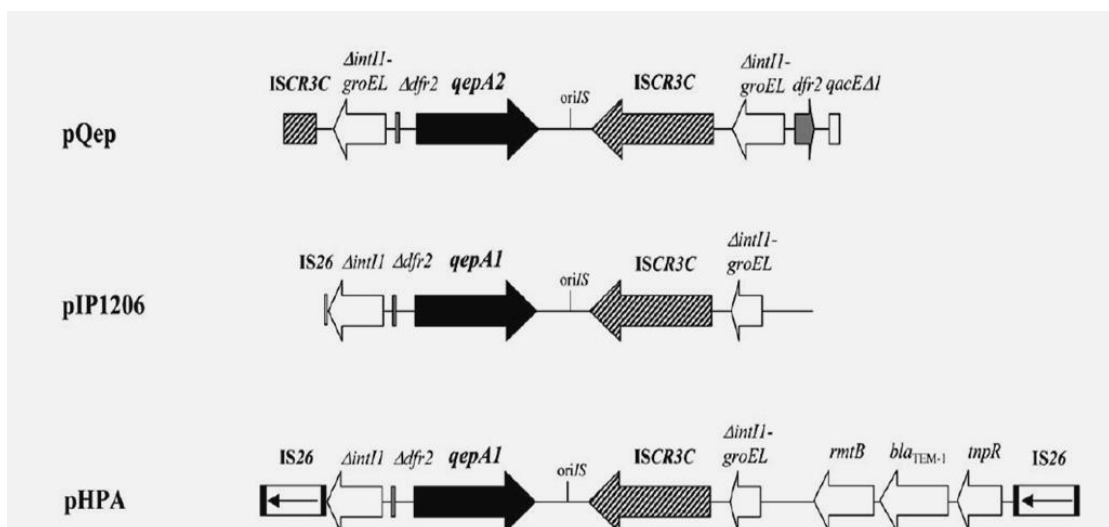 ΔintI1-
groEL
ISCR3C
Δdfr2
qepA2
oriIS
ISCR3C
ΔintI1-
groEL
dfr2
qacEΔ1
pQep
IS26
ΔintI1
Δdfr2
qepA1
oriIS
ISCR3C
ΔintI1-
groEL
pIP1206
IS26
ΔintI1
Δdfr2
qepA1
oriIS
ISCR3C
ΔintI1-
groEL
rmtB
blaTEM-1
tnpR
IS26
pHPA